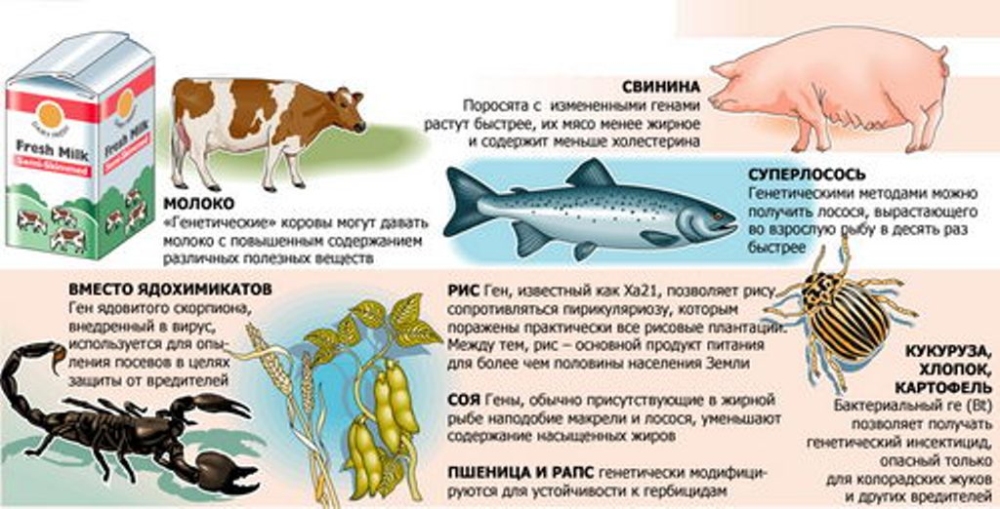 DAIRY FRESH
Fresh Milk
Semi-Skimmed
Fresh Milk
Semi-Skimmed
МОЛОКО
«Генетические» коровы могут давать
молоко с повышенным содержанием
различных полезных веществ
СВИНИНА
Поросята с измененными генами
растут быстрее, их мясо менее жирное
и содержит меньше холестерина
СУПЕРЛОСОСЬ
Генетическими методами можно
получить лосося, вырастающего
во взрослую рыбу в десять раз
быстрее
ВМЕСТО ЯДОХИМИКАТОВ
Ген ядовитого скорпиона,
внедренный в вирус,
используется для опы-
ления посевов в целях
защиты от вредителей
РИС Ген, известный как Xa21, позволяет рису
сопротивляться пирикуляриозу, которым
поражены практически все рисовые плантации.
Между тем, рис – основной продукт питания
для более чем половины населения Земли
СОЯ Гены, обычно присутствующие в жирной
рыбе наподобие макрели и лосося, уменьшают
содержание насыщенных жиров
ПШЕНИЦА И РАПС генетически модифици-
руются для устойчивости к гербицидам
КУКУРУЗА,
ХЛОПОК,
КАРТОФЕЛЬ
Бактериальный ге (Bt)
позволяет получать
генетический инсектицид,
опасный только
для колорадских жуков
и других вредителей